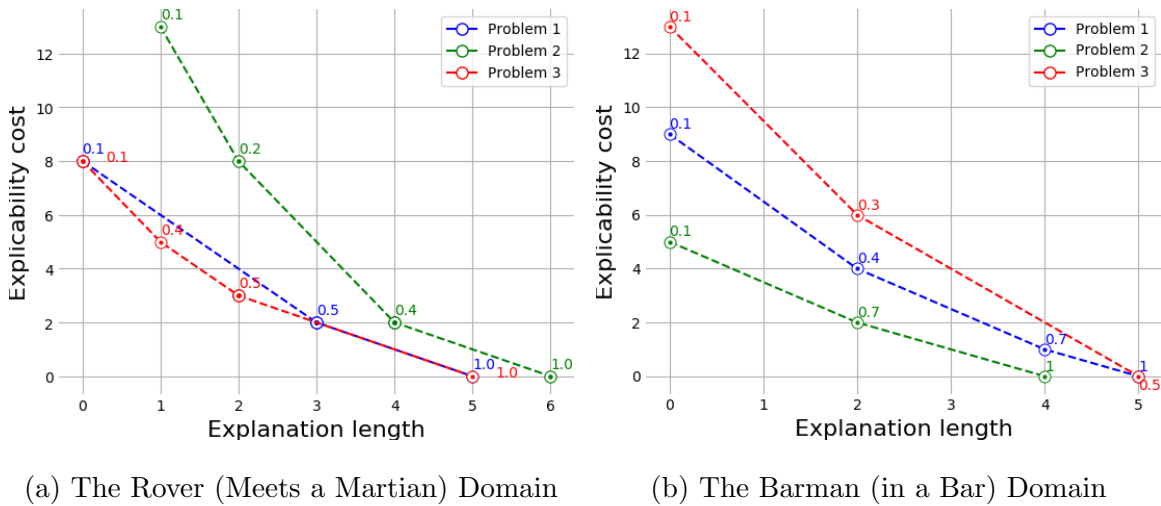 Problem 1
Problem 2
Problem 3
Explicability cost
12
10
8
6
4
2
0
0.1
0.2
0.4
1.0
0.1
0.5
1.0
0.1
0.4
0.5
1.0
0 1 2 3 4 5 6
Explanation length
(a) The Rover (Meets a Martian) Domain
Problem 1
Problem 2
Problem 3
Explicability cost
12
10
8
6
4
2
0
0.1
0.3
0.5
0.1
0.4
0.7
1
0.1
0.7
1
0 1 2 3 4 5
Explanation length
(b) The Barman (in a Bar) Domain